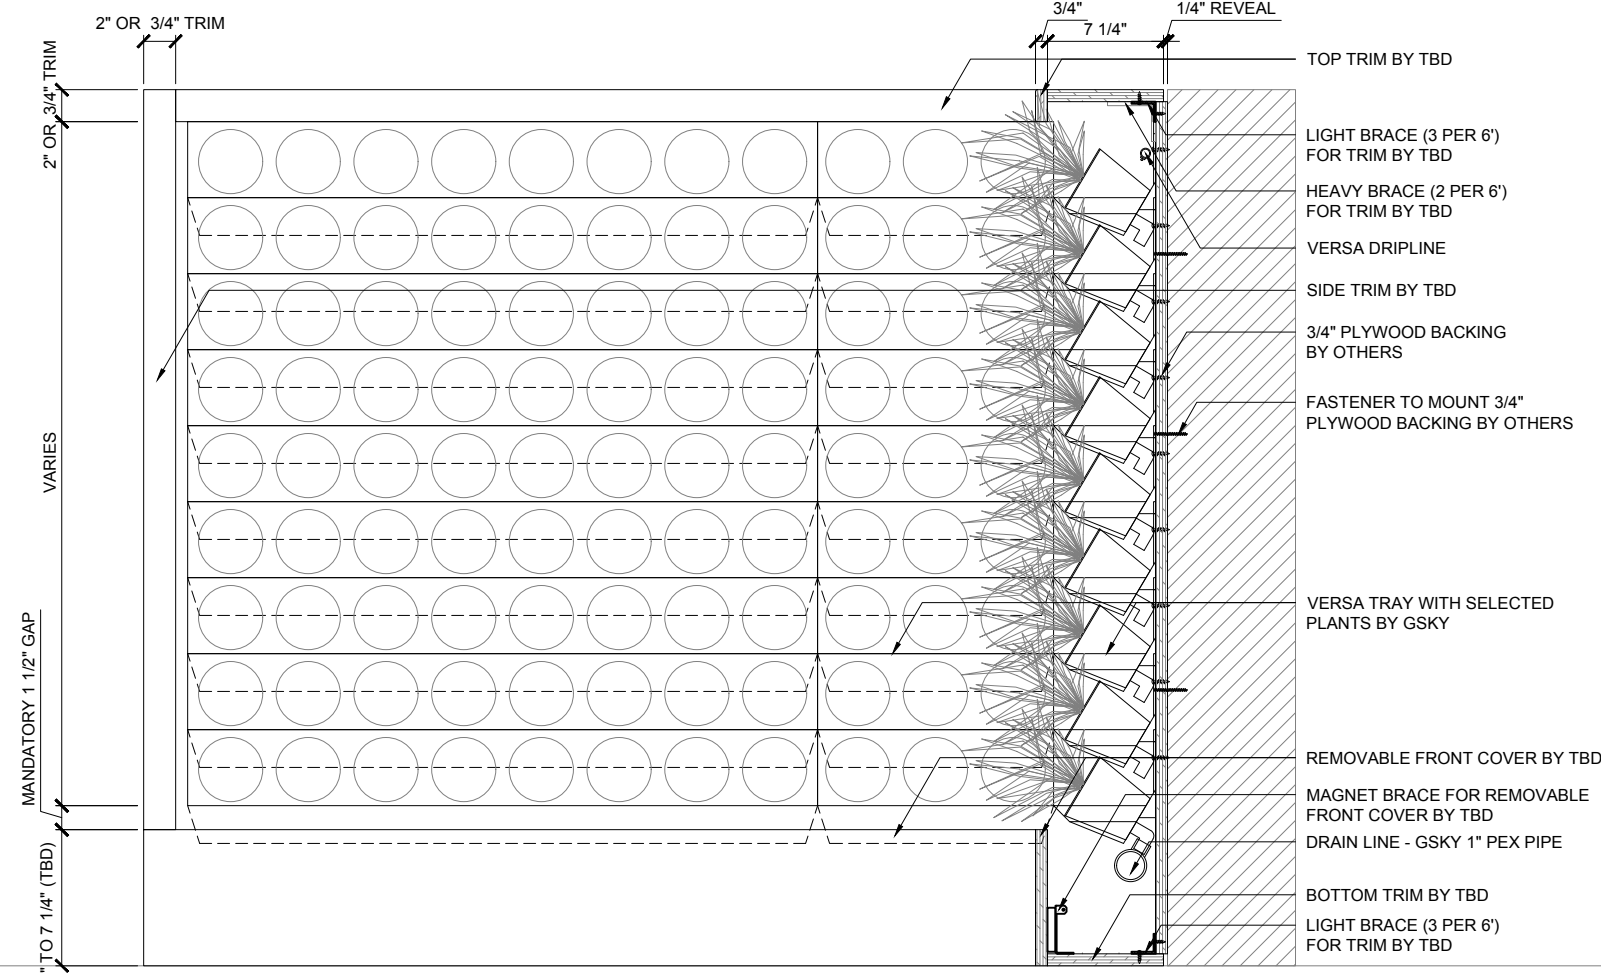 2" OR 3/4" TRIM
3/4"
7 1/4"
1/4" REVEAL
2" OR 3/4" TRIM
VARIES
MANDATORY 1 1/2" GAP
" TO 7 1/4" (TBD)
TOP TRIM BY TBD
LIGHT BRACE (3 PER 6')
FOR TRIM BY TBD
HEAVY BRACE (2 PER 6')
FOR TRIM BY TBD
VERSA DRIPLINE
SIDE TRIM BY TBD
3/4" PLYWOOD BACKING
BY OTHERS
FASTENER TO MOUNT 3/4"
PLYWOOD BACKING BY OTHERS
VERSA TRAY WITH SELECTED
PLANTS BY GSKY
REMOVABLE FRONT COVER BY TBD
MAGNET BRACE FOR REMOVABLE
FRONT COVER BY TBD
DRAIN LINE - GSKY 1" PEX PIPE
BOTTOM TRIM BY TBD
LIGHT BRACE (3 PER 6')
FOR TRIM BY TBD